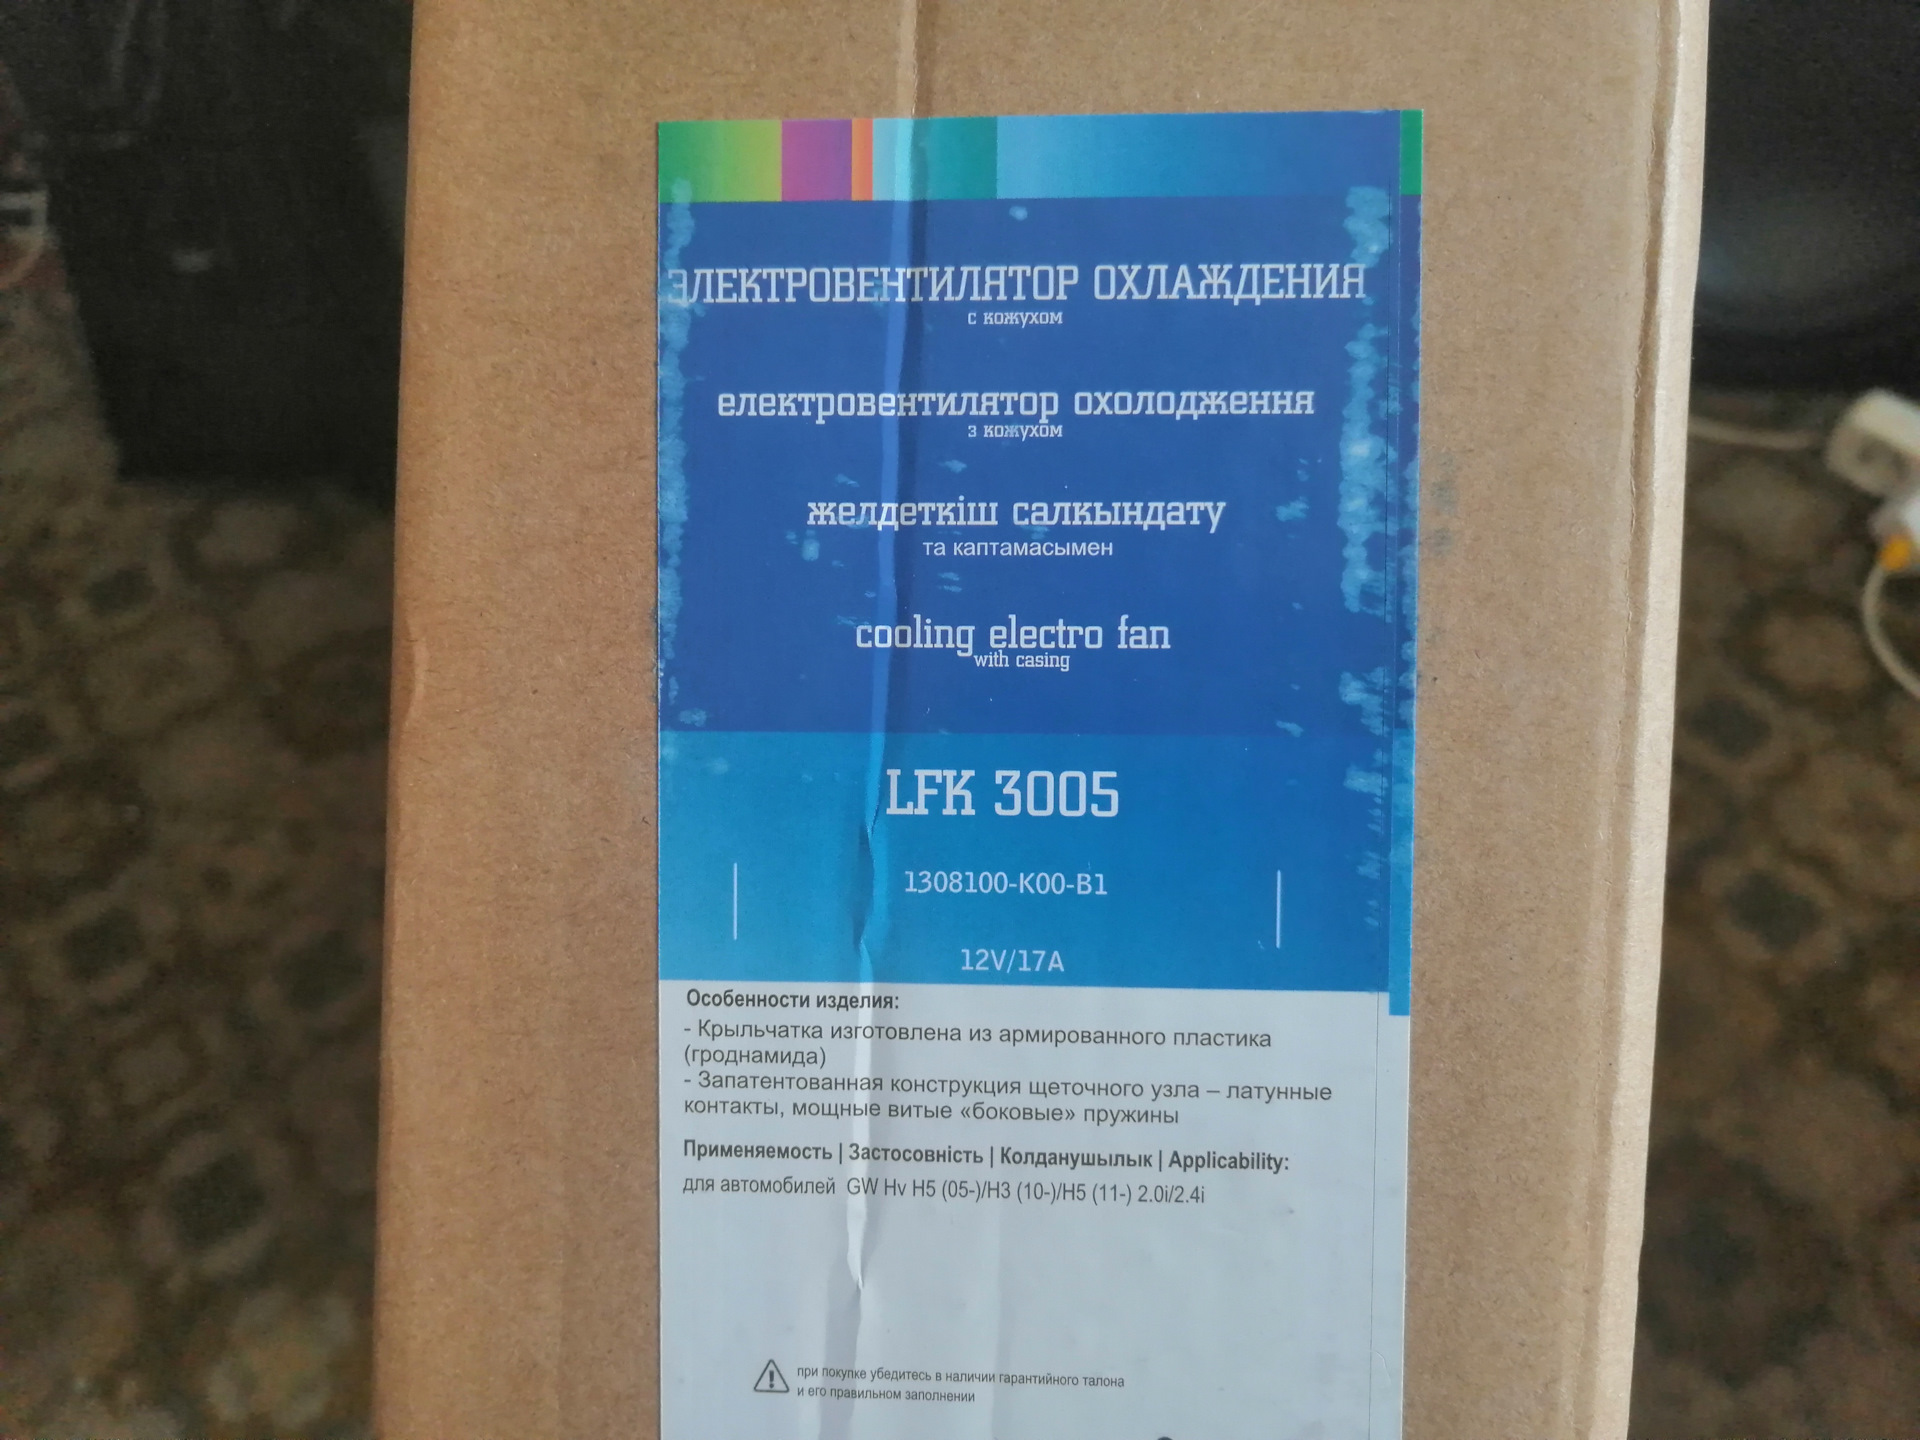 ЭЛЕКТРОВЕНТИЛЯТОР ОХЛАЖДЕНИЯ
с кожухом
електровентилятор охолодження
з кожухом
желдеткіш салкындату
та каптамасымен
cooling electro fan
with casing
LFK 3005
1308100-K00-B1
12V/17A
Особенности изделия:
- Крыльчатка изготовлена из армированного пластика
(гроднамида)
- Запатентованная конструкция щеточного узла – латунные
контакты, мощные витые «боковые» пружины
Применяемость | Застосовність | Колданушылык | Applicability:
для автомобилей GW Hv H5 (05-)/H3 (10-)/H5 (11-) 2.0i/2.4i
при покупке убедитесь в наличии гарантийного талона
и его правильном заполнении